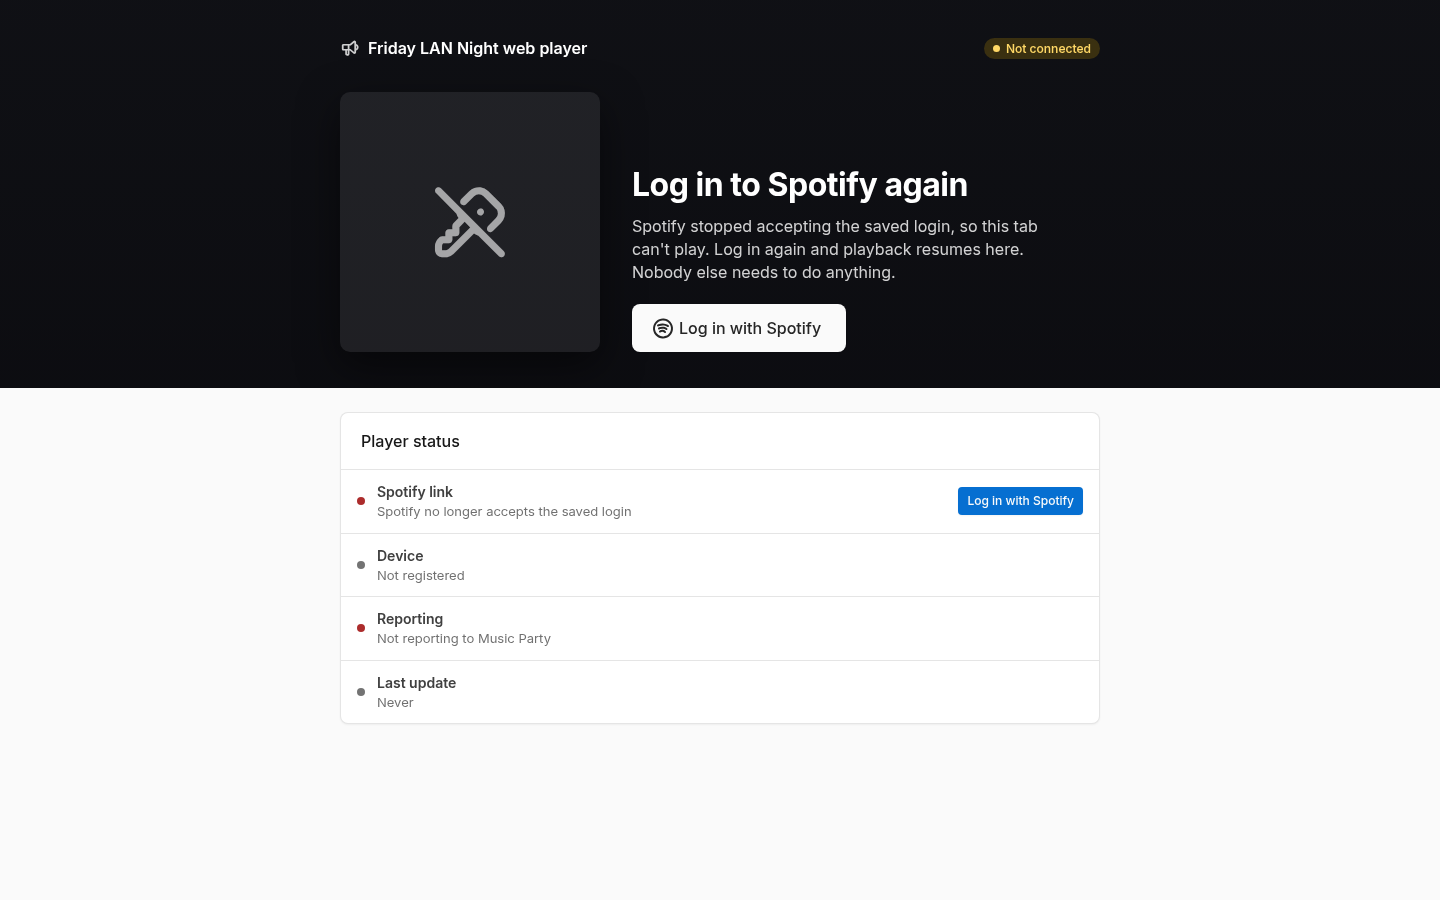 Friday LAN Night web player
Not connected
Log in to Spotify again
Spotify stopped accepting the saved login, so this tab
can't play. Log in again and playback resumes here.
Nobody else needs to do anything.
Log in with Spotify
Player status
Spotify link
Spotify no longer accepts the saved login
Log in with Spotify
Device
Not registered
Reporting
Not reporting to Music Party
Last update
Never